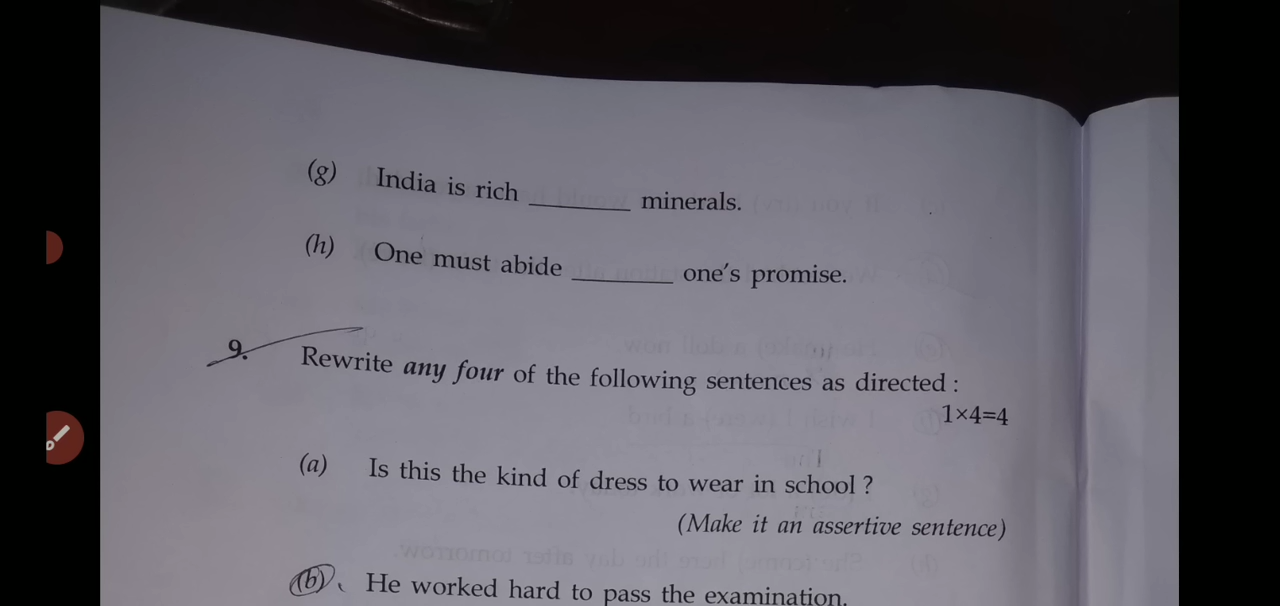 (g) India is rich ________ minerals.
(h) One must abide ________ one's promise.
9. Rewrite any four of the following sentences as directed :
1×4=4
(a) Is this the kind of dress to wear in school ?
(Make it an assertive sentence)
(b) He worked hard to pass the examination.